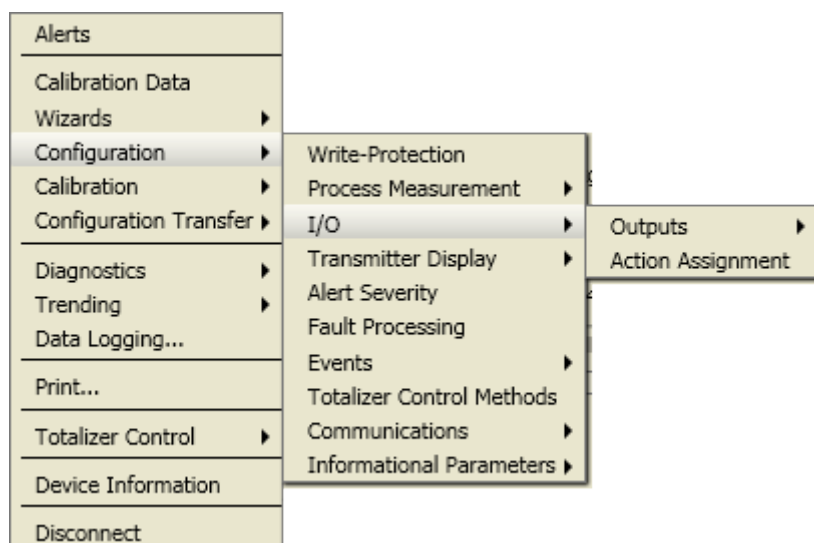 Alerts
Calibration Data
Wizards
Configuration
Calibration
Configuration Transfer
Diagnostics
Trending
Data Logging...
Print...
Totalizer Control
Device Information
Disconnect
Write-Protection
Process Measurement
I/O
Transmitter Display
Alert Severity
Fault Processing
Events
Totalizer Control Methods
Communications
Informational Parameters
Outputs
Action Assignment